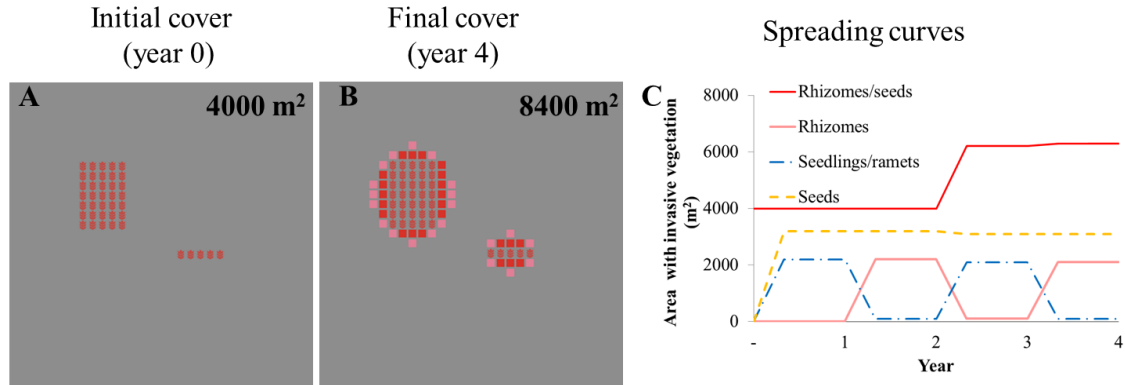 Initial cover
(year 0)
Final cover
(year 4)
Spreading curves
A
4000 m²
B
8400 m²
C
Rhizomes/seeds
Rhizomes
Seedlings/ramets
Seeds
Area with invasive vegetation
(m²)
8000
6000
4000
2000
0
-
1
2
3
4
Year